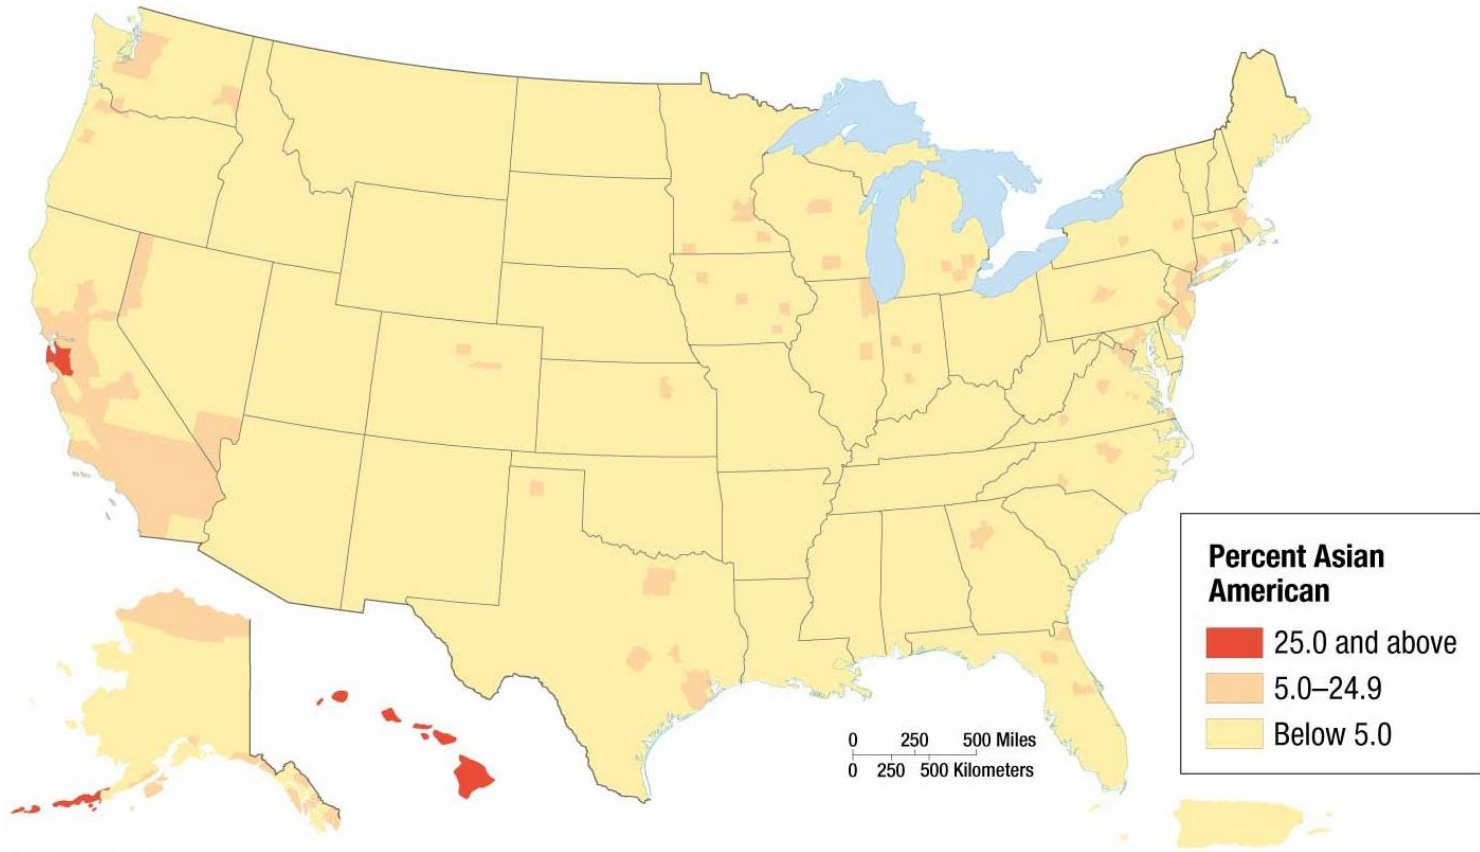 Percent Asian
American
25.0 and above
5.0–24.9
Below 5.0
0 250 500 Miles
0 250 500 Kilometers